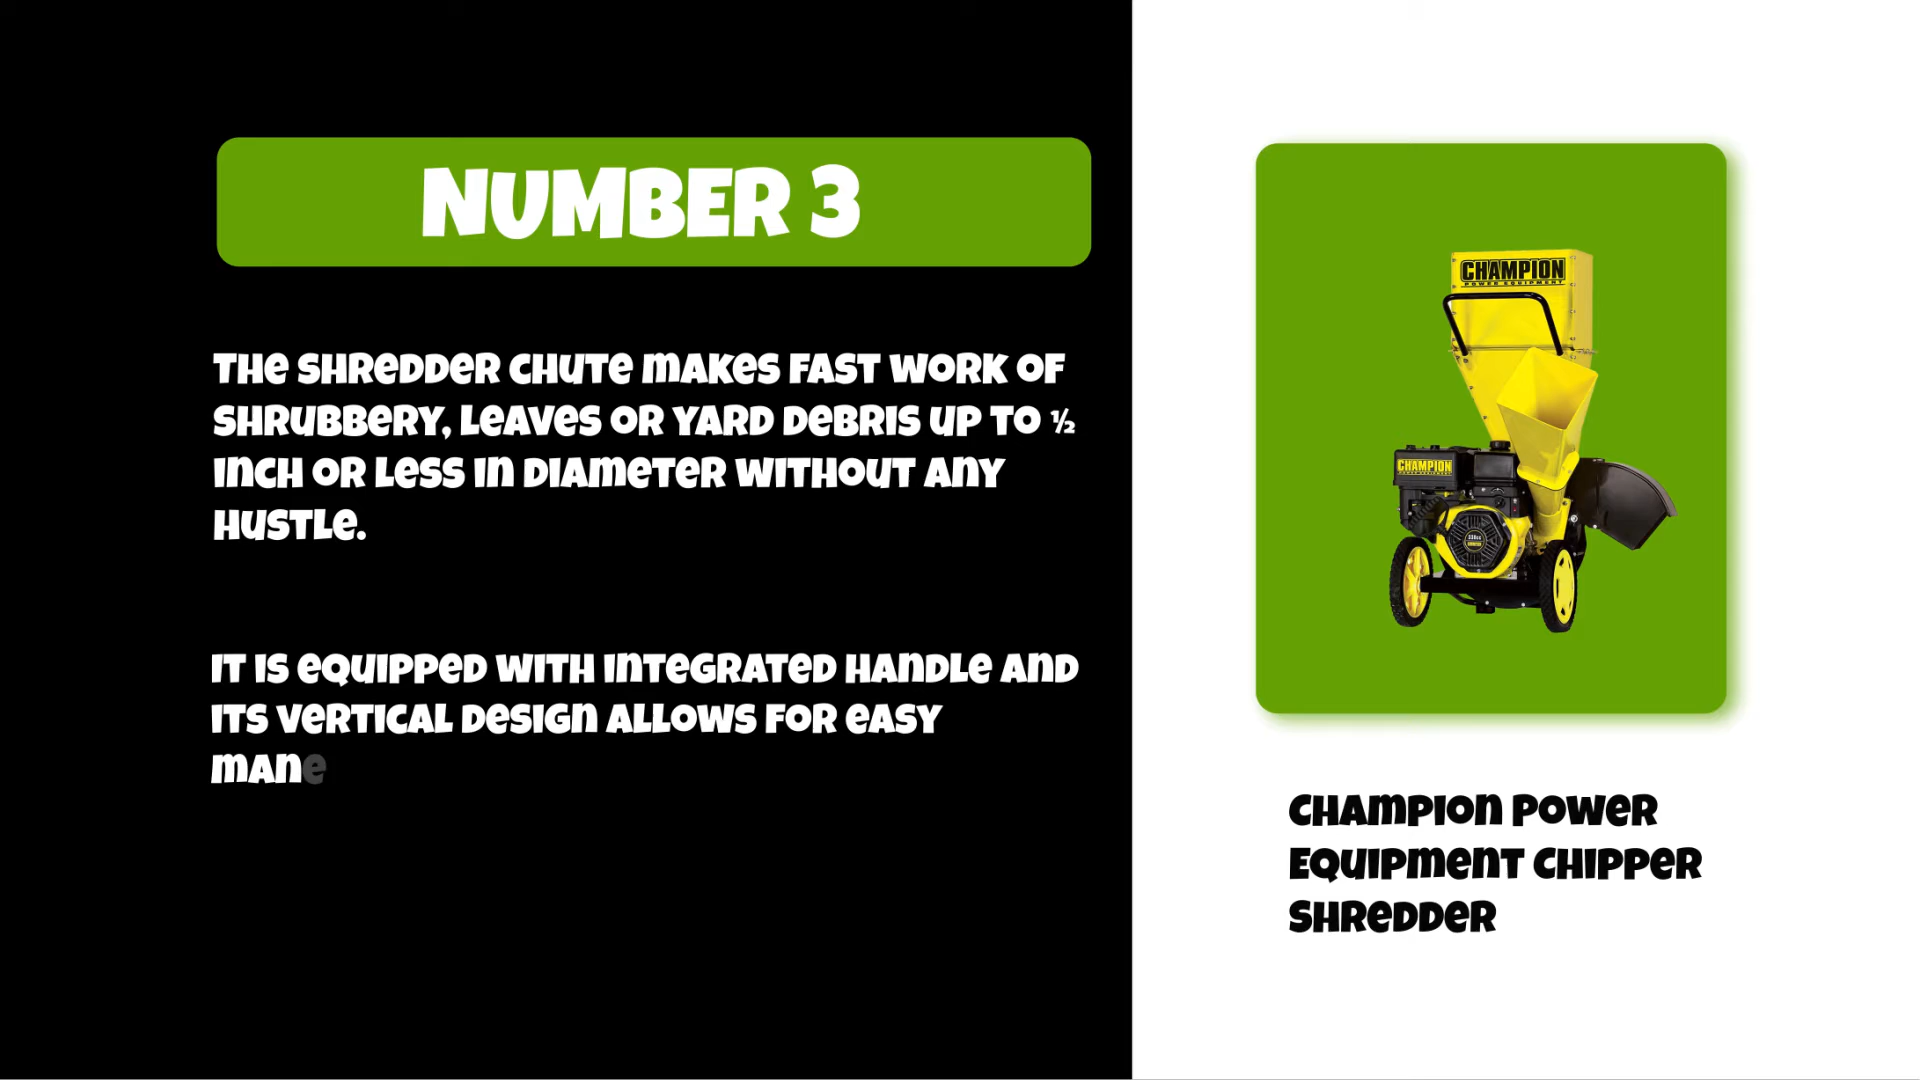 NUMBER 3
THE SHREDDER CHUTE MAKES FAST WORK OF
SHRUBBERY, LEAVES OR YARD DEBRIS UP TO ½
INCH OR LESS IN DIAMETER WITHOUT ANY
HUSTLE.
IT IS EQUIPPED WITH INTEGRATED HANDLE AND
ITS VERTICAL DESIGN ALLOWS FOR EASY
MANE
CHAMPION
POWER EQUIPMENT
CHAMPION
CHAMPION POWER
EQUIPMENT CHIPPER
SHREDDER